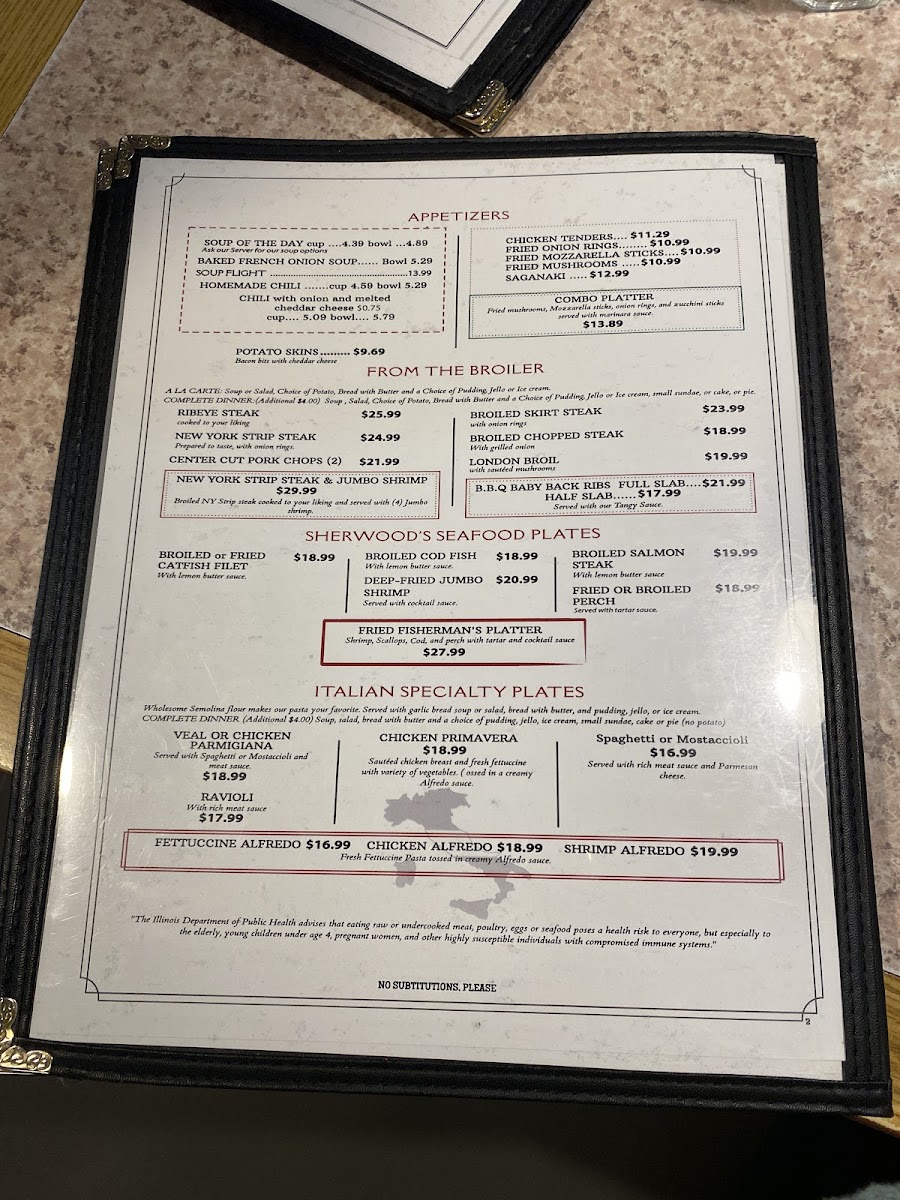 APPETIZERS
SOUP OF THE DAY cup ....4.39 bowl ...4.89
Ask our Server for our soup options
BAKED FRENCH ONION SOUP...... Bowl 5.29
SOUP FLIGHT ..................................................13.99
HOMEMADE CHILI .......cup 4.59 bowl 5.29
CHILI with onion and melted
cheddar cheese $0.75
cup.... 5.09 bowl.... 5.79
POTATO SKINS......... $9.69
Bacon bits with cheddar cheese
CHICKEN TENDERS.... $11.29
FRIED ONION RINGS........ $10.99
FRIED MOZZARELLA STICKS.... $10.99
FRIED MUSHROOMS ..... $10.99
SAGANAKI ..... $12.99
COMBO PLATTER
Fried mushrooms, Mozzarella sticks, onion rings, and zucchini sticks
served with marinara sauce.
$13.89
FROM THE BROILER
A LA CARTE: Soup or Salad, Choice of Potato, Bread with Butter and a Choice of Pudding, Jello or Ice cream.
COMPLETE DINNER:(Additional $4.00) Soup , Salad, Choice of Potato, Bread with Butter and a Choice of Pudding, Jello or Ice cream, small sundae, or cake, or pie.
RIBEYE STEAK $25.99
cooked to your liking
NEW YORK STRIP STEAK $24.99
Prepared to taste, with onion rings.
CENTER CUT PORK CHOPS (2) $21.99
NEW YORK STRIP STEAK & JUMBO SHRIMP
$29.99
Broiled NY Strip steak cooked to your liking and served with (4) Jumbo
shrimp.
BROILED SKIRT STEAK $23.99
with onion rings
BROILED CHOPPED STEAK $18.99
With grilled onion
LONDON BROIL $19.99
with sautéed mushrooms
B.B.Q BABY BACK RIBS FULL SLAB....$21.99
HALF SLAB......$17.99
Served with our Tangy Sauce.
SHERWOOD'S SEAFOOD PLATES
BROILED or FRIED $18.99
CATFISH FILET
With lemon butter sauce.
BROILED COD FISH $18.99
With lemon butter sauce.
DEEP-FRIED JUMBO $20.99
SHRIMP
Served with cocktail sauce.
BROILED SALMON $19.99
STEAK
With lemon butter sauce
FRIED OR BROILED $18.99
PERCH
Served with tartar sauce.
FRIED FISHERMAN'S PLATTER
Shrimp, Scallops, Cod, and perch with tartar and cocktail sauce
$27.99
ITALIAN SPECIALTY PLATES
Wholesome Semolina flour makes our pasta your favorite. Served with garlic bread soup or salad, bread with butter, and pudding, jello, or ice cream.
COMPLETE DINNER (Additional $4.00) Soup, salad, bread with butter and a choice of pudding, jello, ice cream, small sundae, cake or pie (no potato)
VEAL OR CHICKEN
PARMIGIANA
Served with Spaghetti or Mostaccioli and
meat sauce.
$18.99
RAVIOLI
With rich meat sauce
$17.99
CHICKEN PRIMAVERA
$18.99
Sautéed chicken breast and fresh fettuccine
with variety of vegetables. ( ossed in a creamy
Alfredo sauce.
Spaghetti or Mostaccioli
$16.99
Served with rich meat sauce and Parmesan
cheese.
FETTUCCINE ALFREDO $16.99 CHICKEN ALFREDO $18.99 SHRIMP ALFREDO $19.99
Fresh Fettuccine Pasta tossed in creamy Alfredo sauce.
"The Illinois Department of Public Health advises that eating raw or undercooked meat, poultry, eggs or seafood poses a health risk to everyone, but especially to
the elderly, young children under age 4, pregnant women, and other highly susceptible individuals with compromised immune systems."
NO SUBTITUTIONS, PLEASE
2